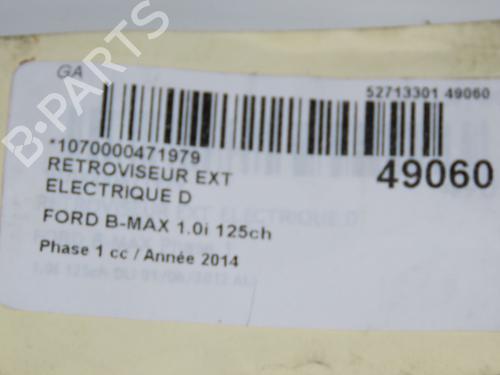 GA
52713301 49060
*1070000471979
49060
RETROVISEUR EXT
ELECTRIQUE D
FORD B-MAX 1.0i 125ch
Phase 1 cc / Année 2014
B-PARTS